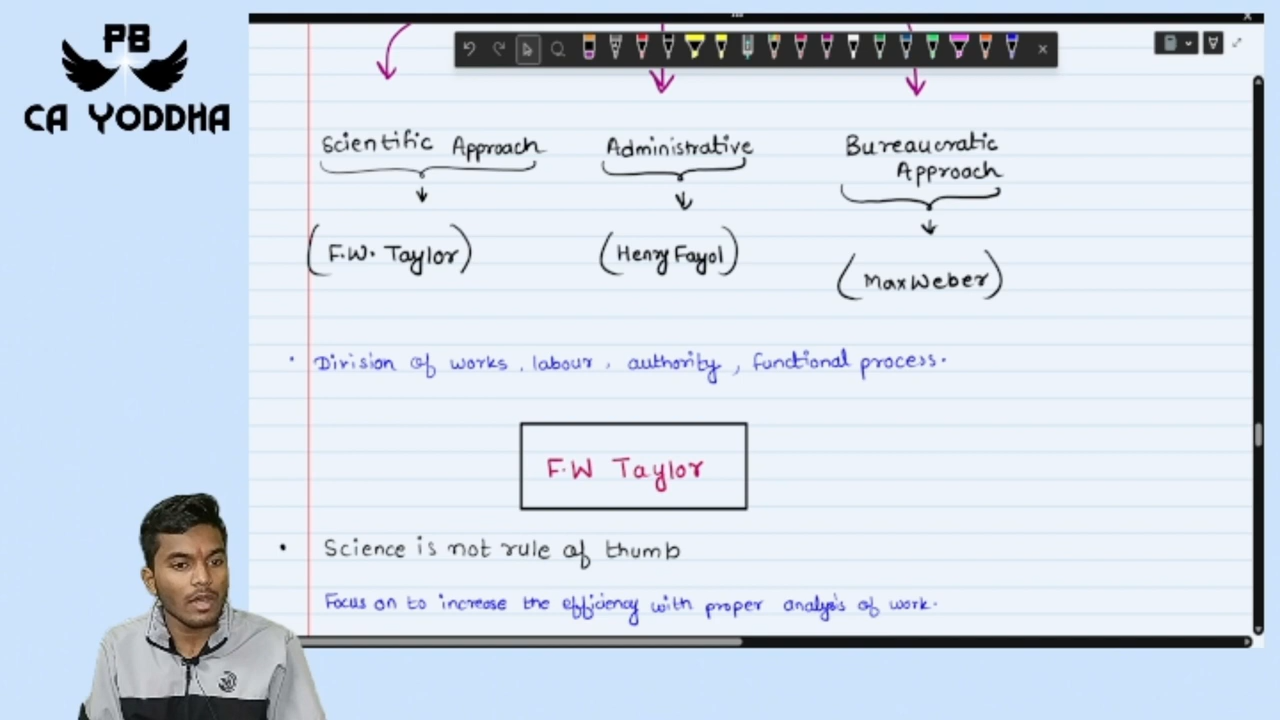 PB
CA YODDHA
Scientific Approach
Administrative
Bureaucratic
Approach
(F.W. Taylor)
(Henry Fayol)
(Max Weber)
• Division of works, labour, authority, functional process.
F.W Taylor
• Science is not rule of thumb
Focus on to increase the efficiency with proper analysis of work.